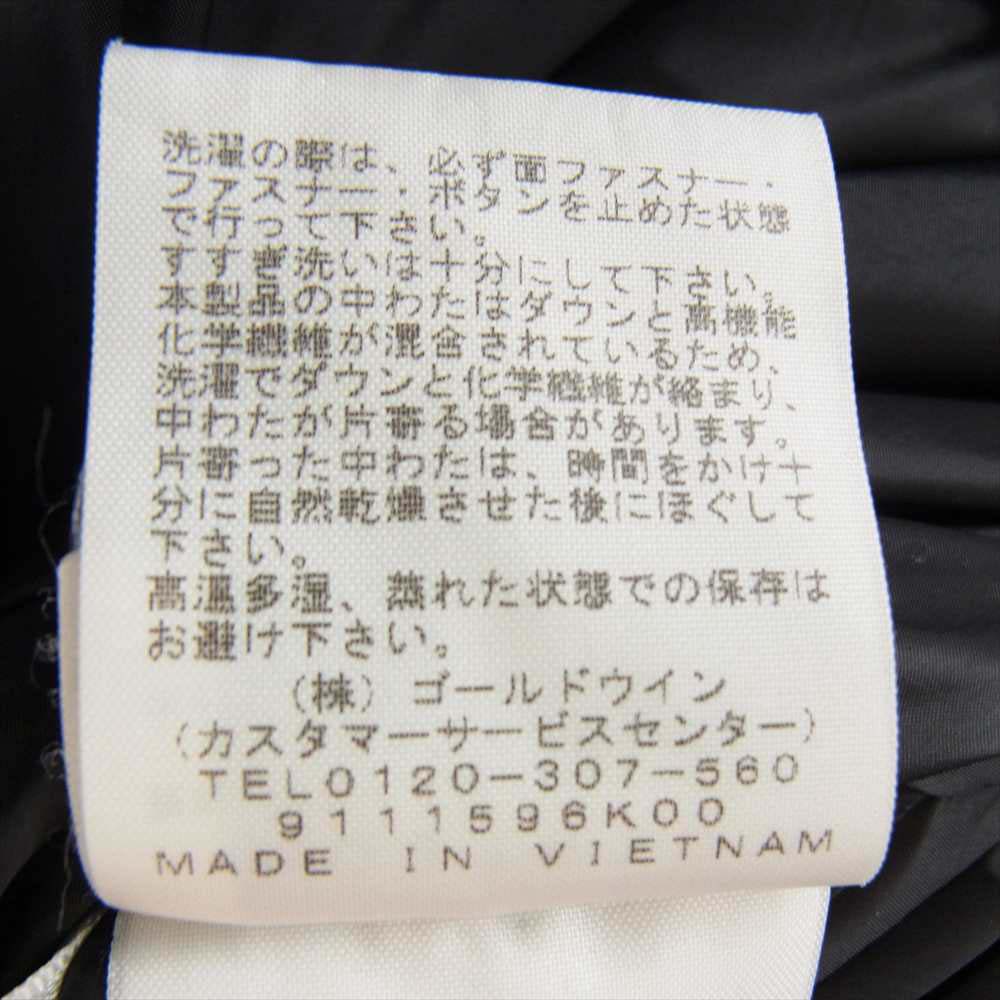 洗濯の際は、必ず面ファスナー・
ファスナー・ボタンを止めた状態
で行って下さい。
すすぎ洗いは十分にして下さい。
本製品の中わたはダウンと高機能
化学繊維が混合されているため、
洗濯でダウンと化学繊維が絡まり、
中わたが片寄る場合があります。
片寄った中わたは、時間をかけ十
分に自然乾燥させた後にほぐして
下さい。
高温多湿、蒸れた状態での保存は
お避け下さい。
(株)ゴールドウイン
(カスタマーサービスセンター)
TEL0120-307-560
9111596K00
MADE IN VIETNAM